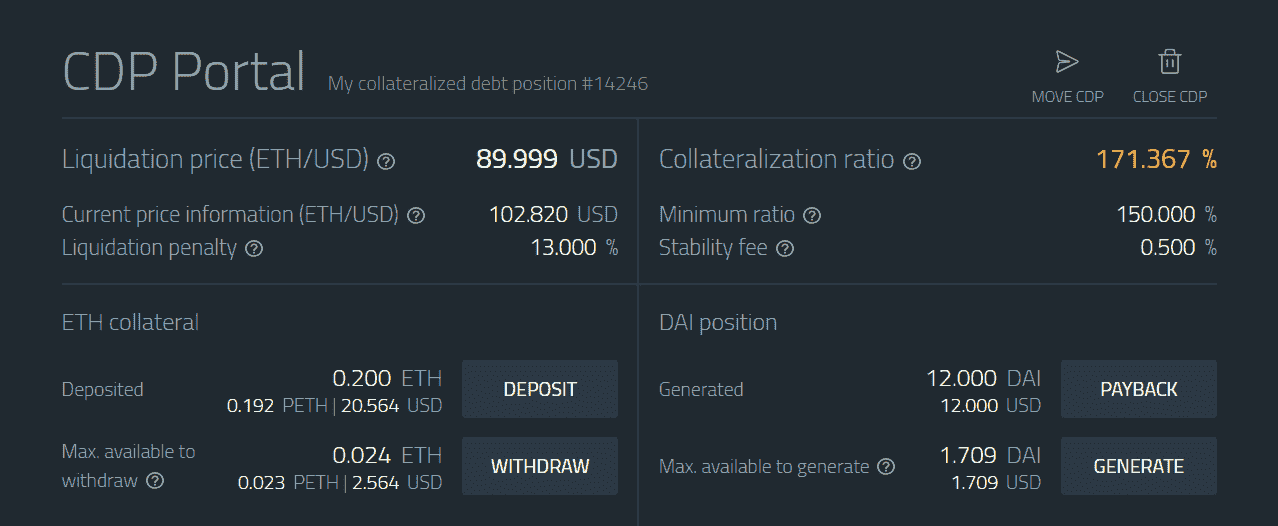 CDP Portal My collateralized debt position #14246
MOVE CDP
CLOSE CDP
Liquidation price (ETH/USD) ? 89.999 USD
Current price information (ETH/USD) ? 102.820 USD
Liquidation penalty ? 13.000 %
Collateralization ratio ? 171.367 %
Minimum ratio ? 150.000 %
Stability fee ? 0.500 %
ETH collateral
Deposited
0.200 ETH
0.192 PETH | 20.564 USD
DEPOSIT
Max. available to
withdraw ?
0.024 ETH
0.023 PETH | 2.564 USD
WITHDRAW
DAI position
Generated
12.000 DAI
12.000 USD
PAYBACK
Max. available to generate ?
1.709 DAI
1.709 USD
GENERATE